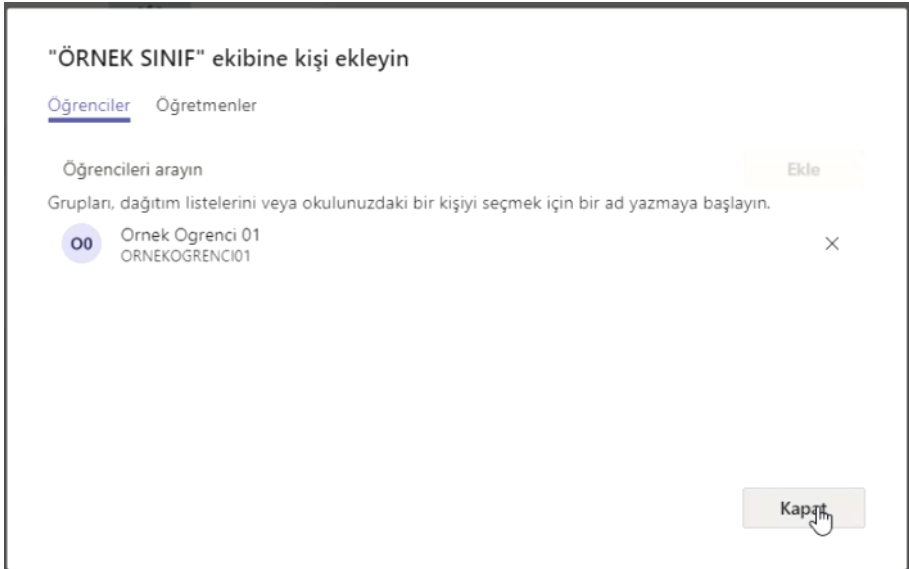 "ÖRNEK SINIF" ekibine kişi ekleyin
Öğrenciler Öğretmenler
Öğrencileri arayın Ekle
Grupları, dağıtım listelerini veya okulunuzdaki bir kişiyi seçmek için bir ad yazmaya başlayın.
O0 Ornek Ogrenci 01
ORNEKOGRENCI01
Kapat